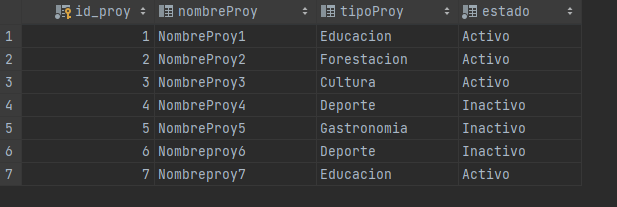 id_proy nombreProy tipoProy estado
1 1 NombreProy1 Educacion Activo
2 2 NombreProy2 Forestacion Activo
3 3 NombreProy3 Cultura Activo
4 4 NombreProy4 Deporte Inactivo
5 5 NombreProy5 Gastronomia Inactivo
6 6 Nombreproy6 Deporte Inactivo
7 7 Nombreproy7 Educacion Activo